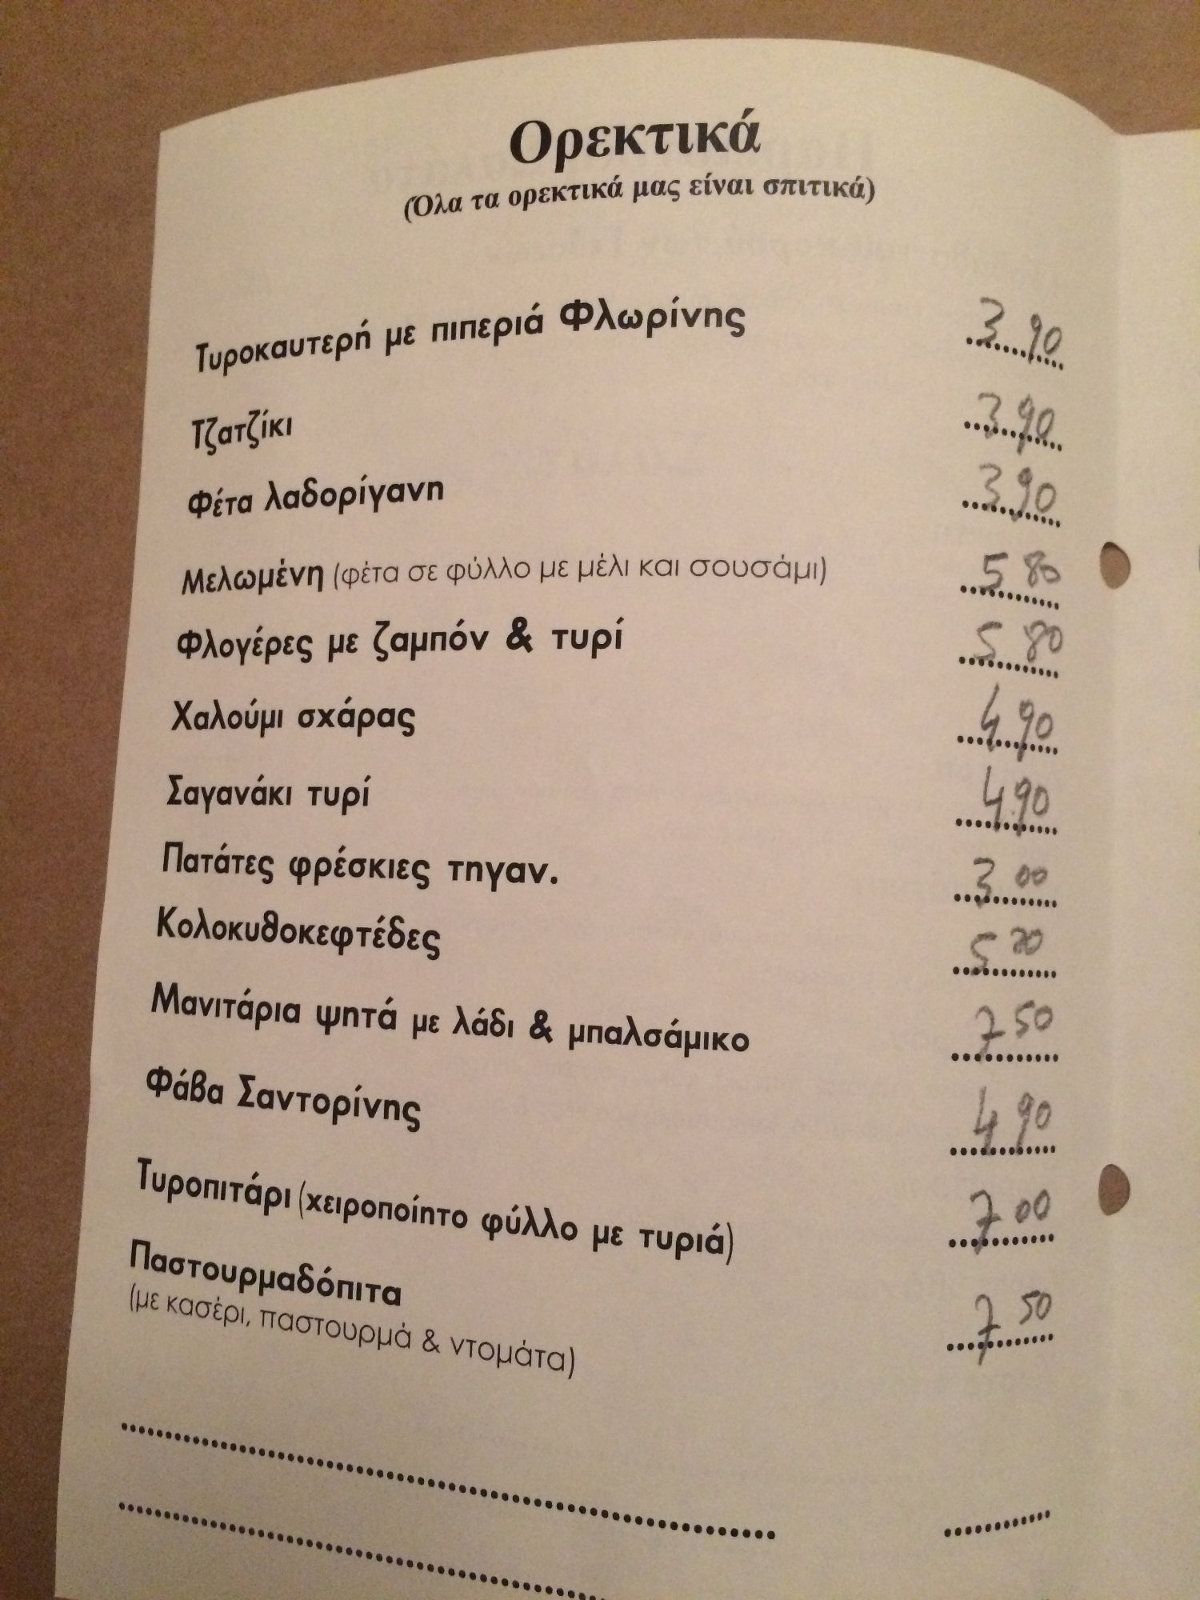 Ορεκτικά
(Όλα τα ορεκτικά μας είναι σπιτικά)
Τυροκαυτερή με πιπεριά Φλωρίνης 3 90
Τζατζίκι 3 90
Φέτα λαδορίγανη 3 90
Μελωμένη (φέτα σε φύλλο με μέλι και σουσάμι) 5 80
Φλογέρες με ζαμπόν & τυρί 5 80
Χαλούμι σχάρας 4 90
Σαγανάκι τυρί 4.90
Πατάτες φρέσκιες τηγαν. 3 00
Κολοκυθοκεφτέδες 5 20
Μανιτάρια ψητά με λάδι & μπαλσάμικο 7 50
Φάβα Σαντορίνης 4 90
Τυροπιτάρι (χειροποίητο φύλλο με τυριά) 7 00
Παστουρμαδόπιτα 7 50
(με κασέρι, παστουρμά & ντομάτα)